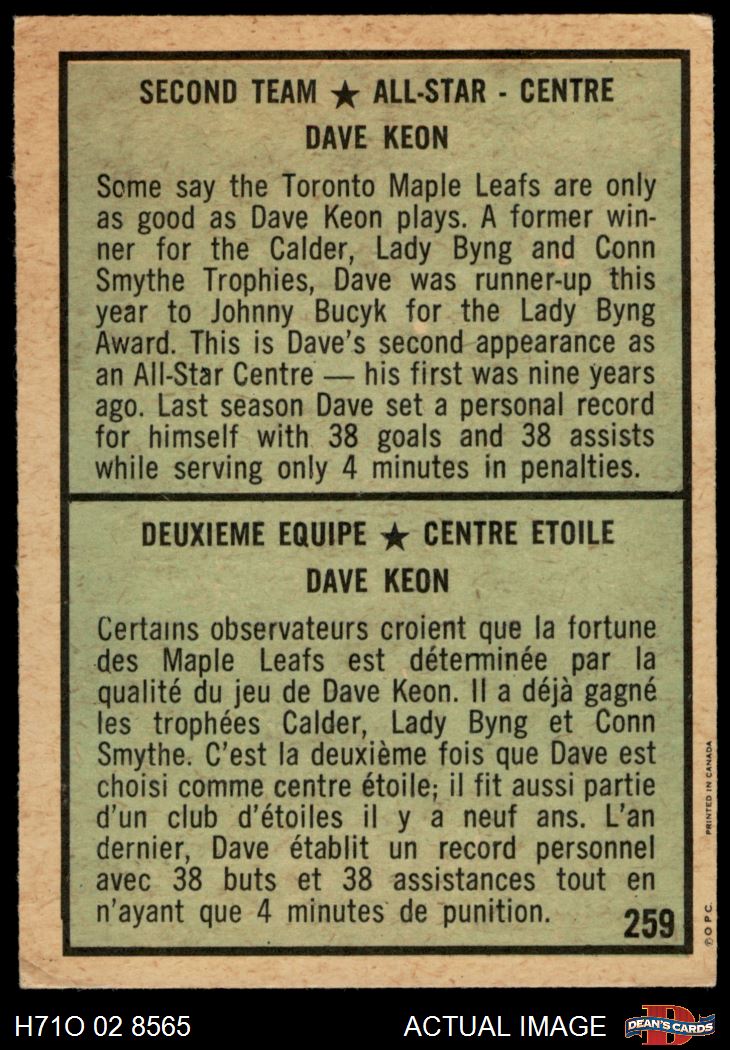 SECOND TEAM ★ ALL-STAR - CENTRE
DAVE KEON
Some say the Toronto Maple Leafs are only
as good as Dave Keon plays. A former win-
ner for the Calder, Lady Byng and Conn
Smythe Trophies, Dave was runner-up this
year to Johnny Bucyk for the Lady Byng
Award. This is Dave's second appearance as
an All-Star Centre — his first was nine years
ago. Last season Dave set a personal record
for himself with 38 goals and 38 assists
while serving only 4 minutes in penalties.
DEUXIEME EQUIPE ★ CENTRE ETOILE
DAVE KEON
Certains observateurs croient que la fortune
des Maple Leafs est déterminée par la
qualité du jeu de Dave Keon. Il a déjà gagné
les trophées Calder, Lady Byng et Conn
Smythe. C'est la deuxième fois que Dave est
choisi comme centre étoile; il fit aussi partie
d'un club d'étoiles il y a neuf ans. L'an
dernier, Dave établit un record personnel
avec 38 buts et 38 assistances tout en
n'ayant que 4 minutes de punition.
259
© O.P.C.
PRINTED IN CANADA
H71O 02 8565
ACTUAL IMAGE
D
DEAN'S CARDS